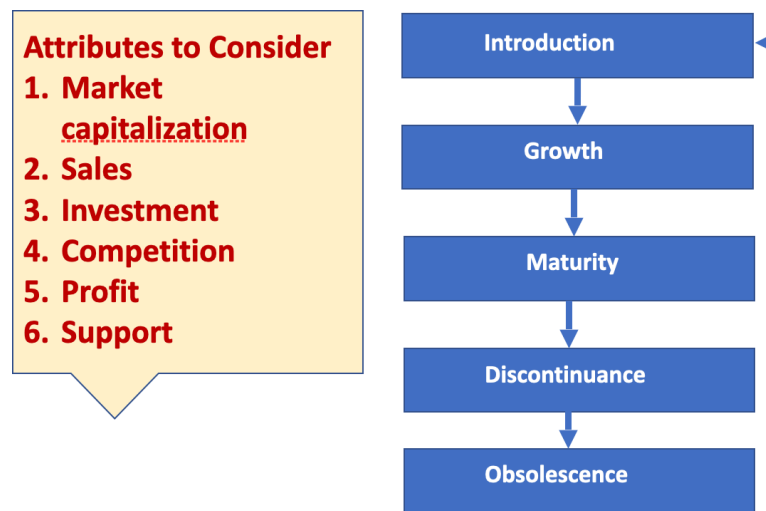 Attributes to Consider
1. Market
capitalization
2. Sales
3. Investment
4. Competition
5. Profit
6. Support
Introduction
Growth
Maturity
Discontinuance
Obsolescence